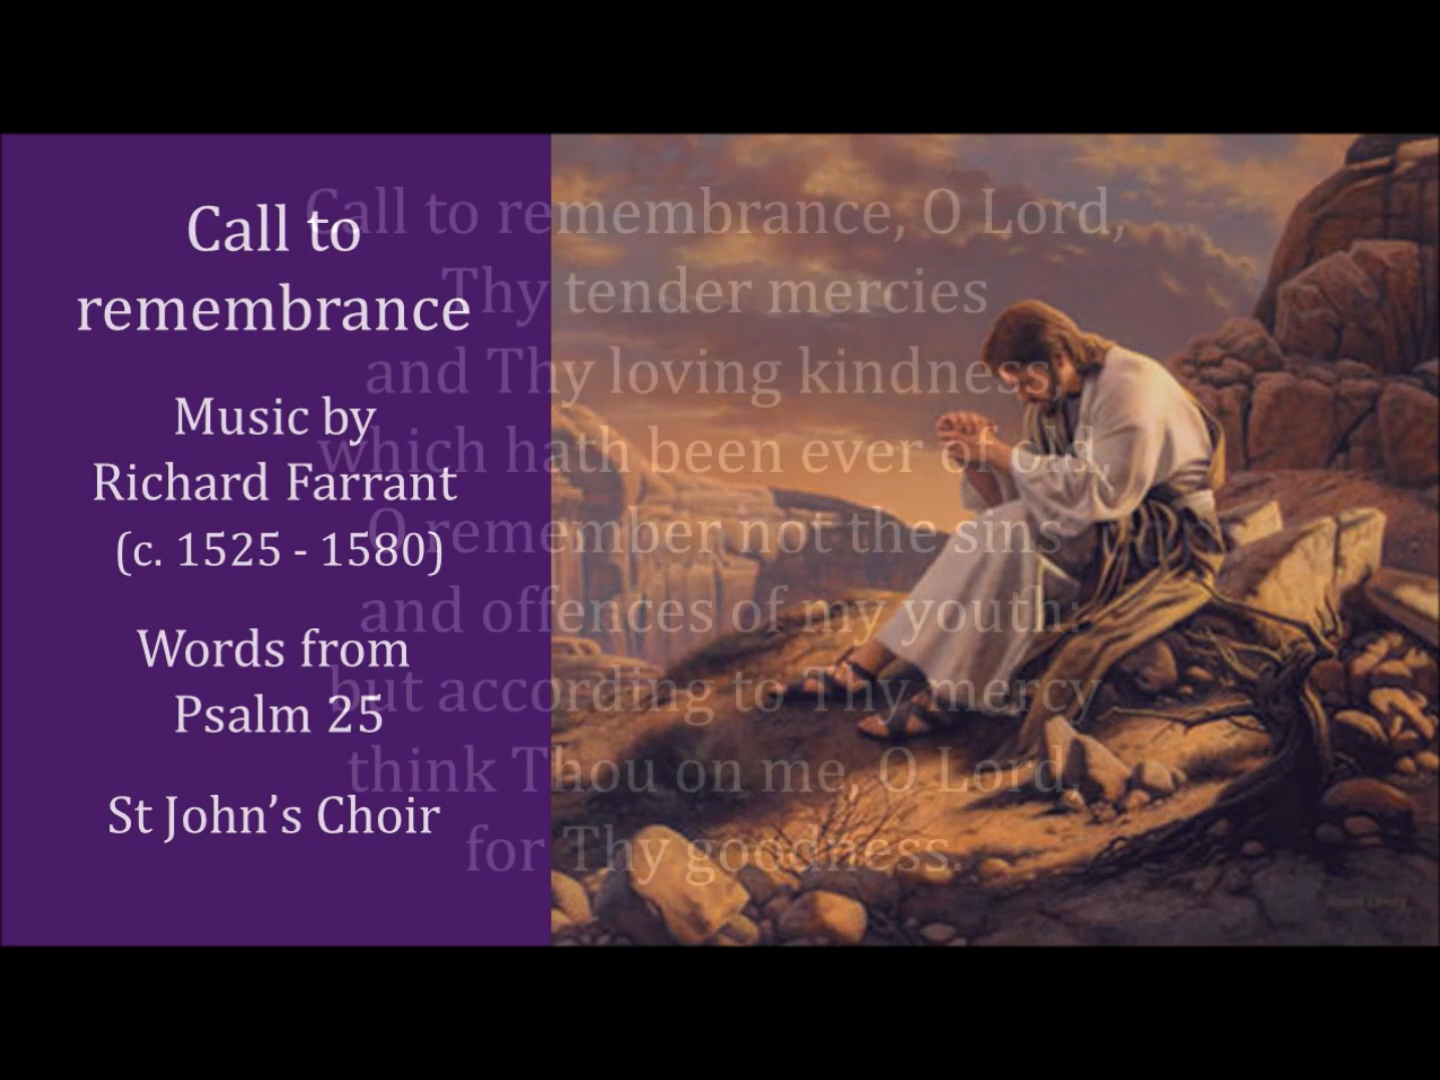 Call to
remembrance
Music by
Richard Farrant
(c. 1525 - 1580)
Words from
Psalm 25
St John's Choir
Call to remembrance, O Lord,
Thy tender mercies
and Thy loving kindness
which hath been ever of old,
O remember not the sins
and offences of my youth:
but according to Thy mercy
think Thou on me, O Lord,
for Thy goodness.